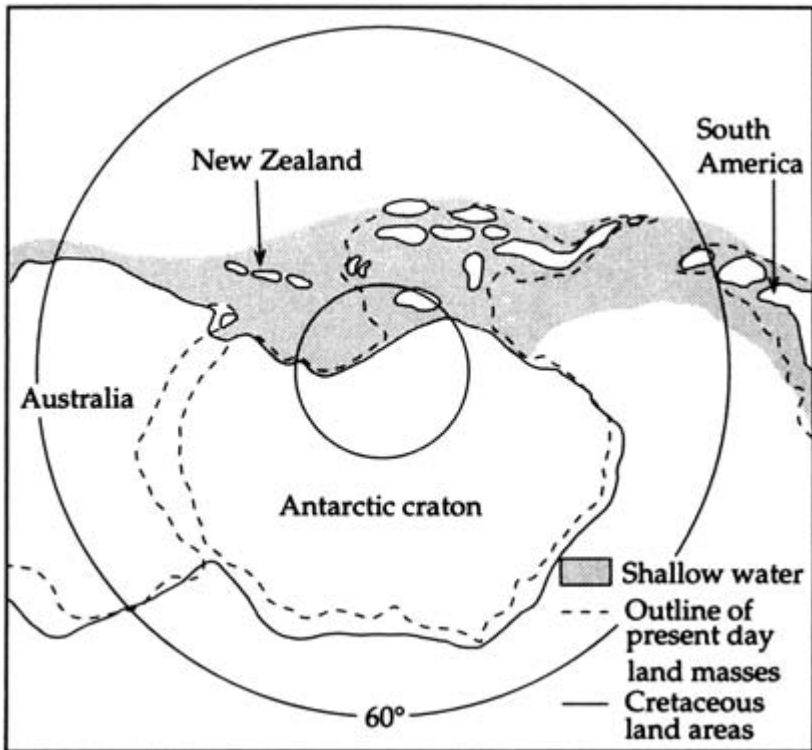 South
America
New Zealand
Australia
Antarctic craton
Shallow water
Outline of
present day
land masses
Cretaceous
land areas
60°